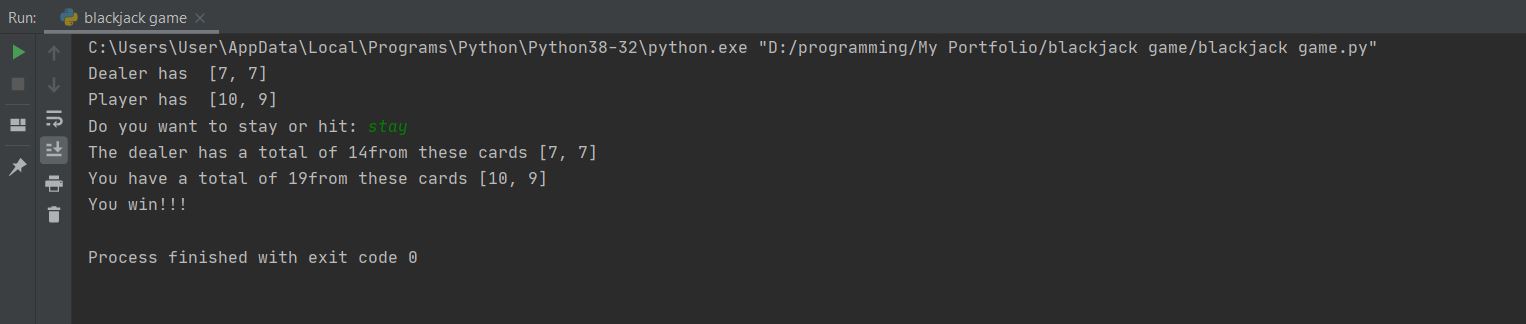 Run: blackjack game
C:\Users\User\AppData\Local\Programs\Python\Python38-32\python.exe "D:/programming/My Portfolio/blackjack game/blackjack game.py"
Dealer has  [7, 7]
Player has  [10, 9]
Do you want to stay or hit: stay
The dealer has a total of 14from these cards [7, 7]
You have a total of 19from these cards [10, 9]
You win!!!
Process finished with exit code 0